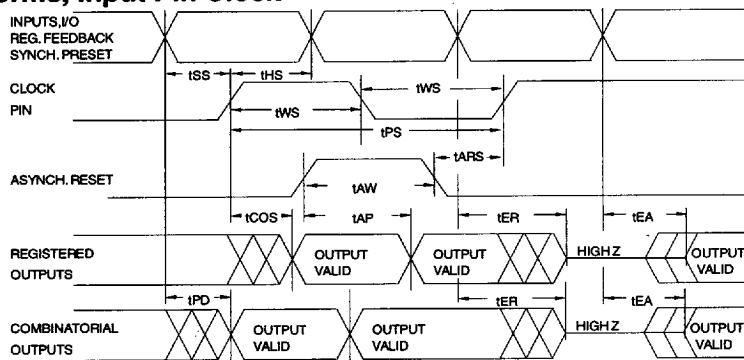 Input Pin Clock
INPUTS,I/O
REG. FEEDBACK
SYNCH. PRESET
tSS
tHS
CLOCK
PIN
tWS
tWS
tPS
tARS
ASYNCH. RESET
tAW
tCOS
tAP
tER
tEA
REGISTERED
OUTPUTS
OUTPUT
VALID
OUTPUT
VALID
HIGH Z
OUTPUT
VALID
tPD
tER
tEA
COMBINATORIAL
OUTPUTS
OUTPUT
VALID
OUTPUT
VALID
HIGH Z
OUTPUT
VALID